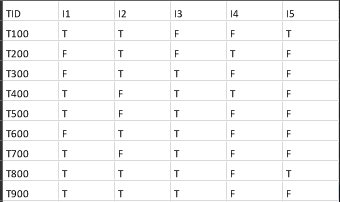 TID I1 I2 I3 I4 I5
T100 T T F F T
T200 F T F T F
T300 F T T F F
T400 T F T T F
T500 T F T F F
T600 F T T F F
T700 T F T F F
T800 T T T F T
T900 T T T F F